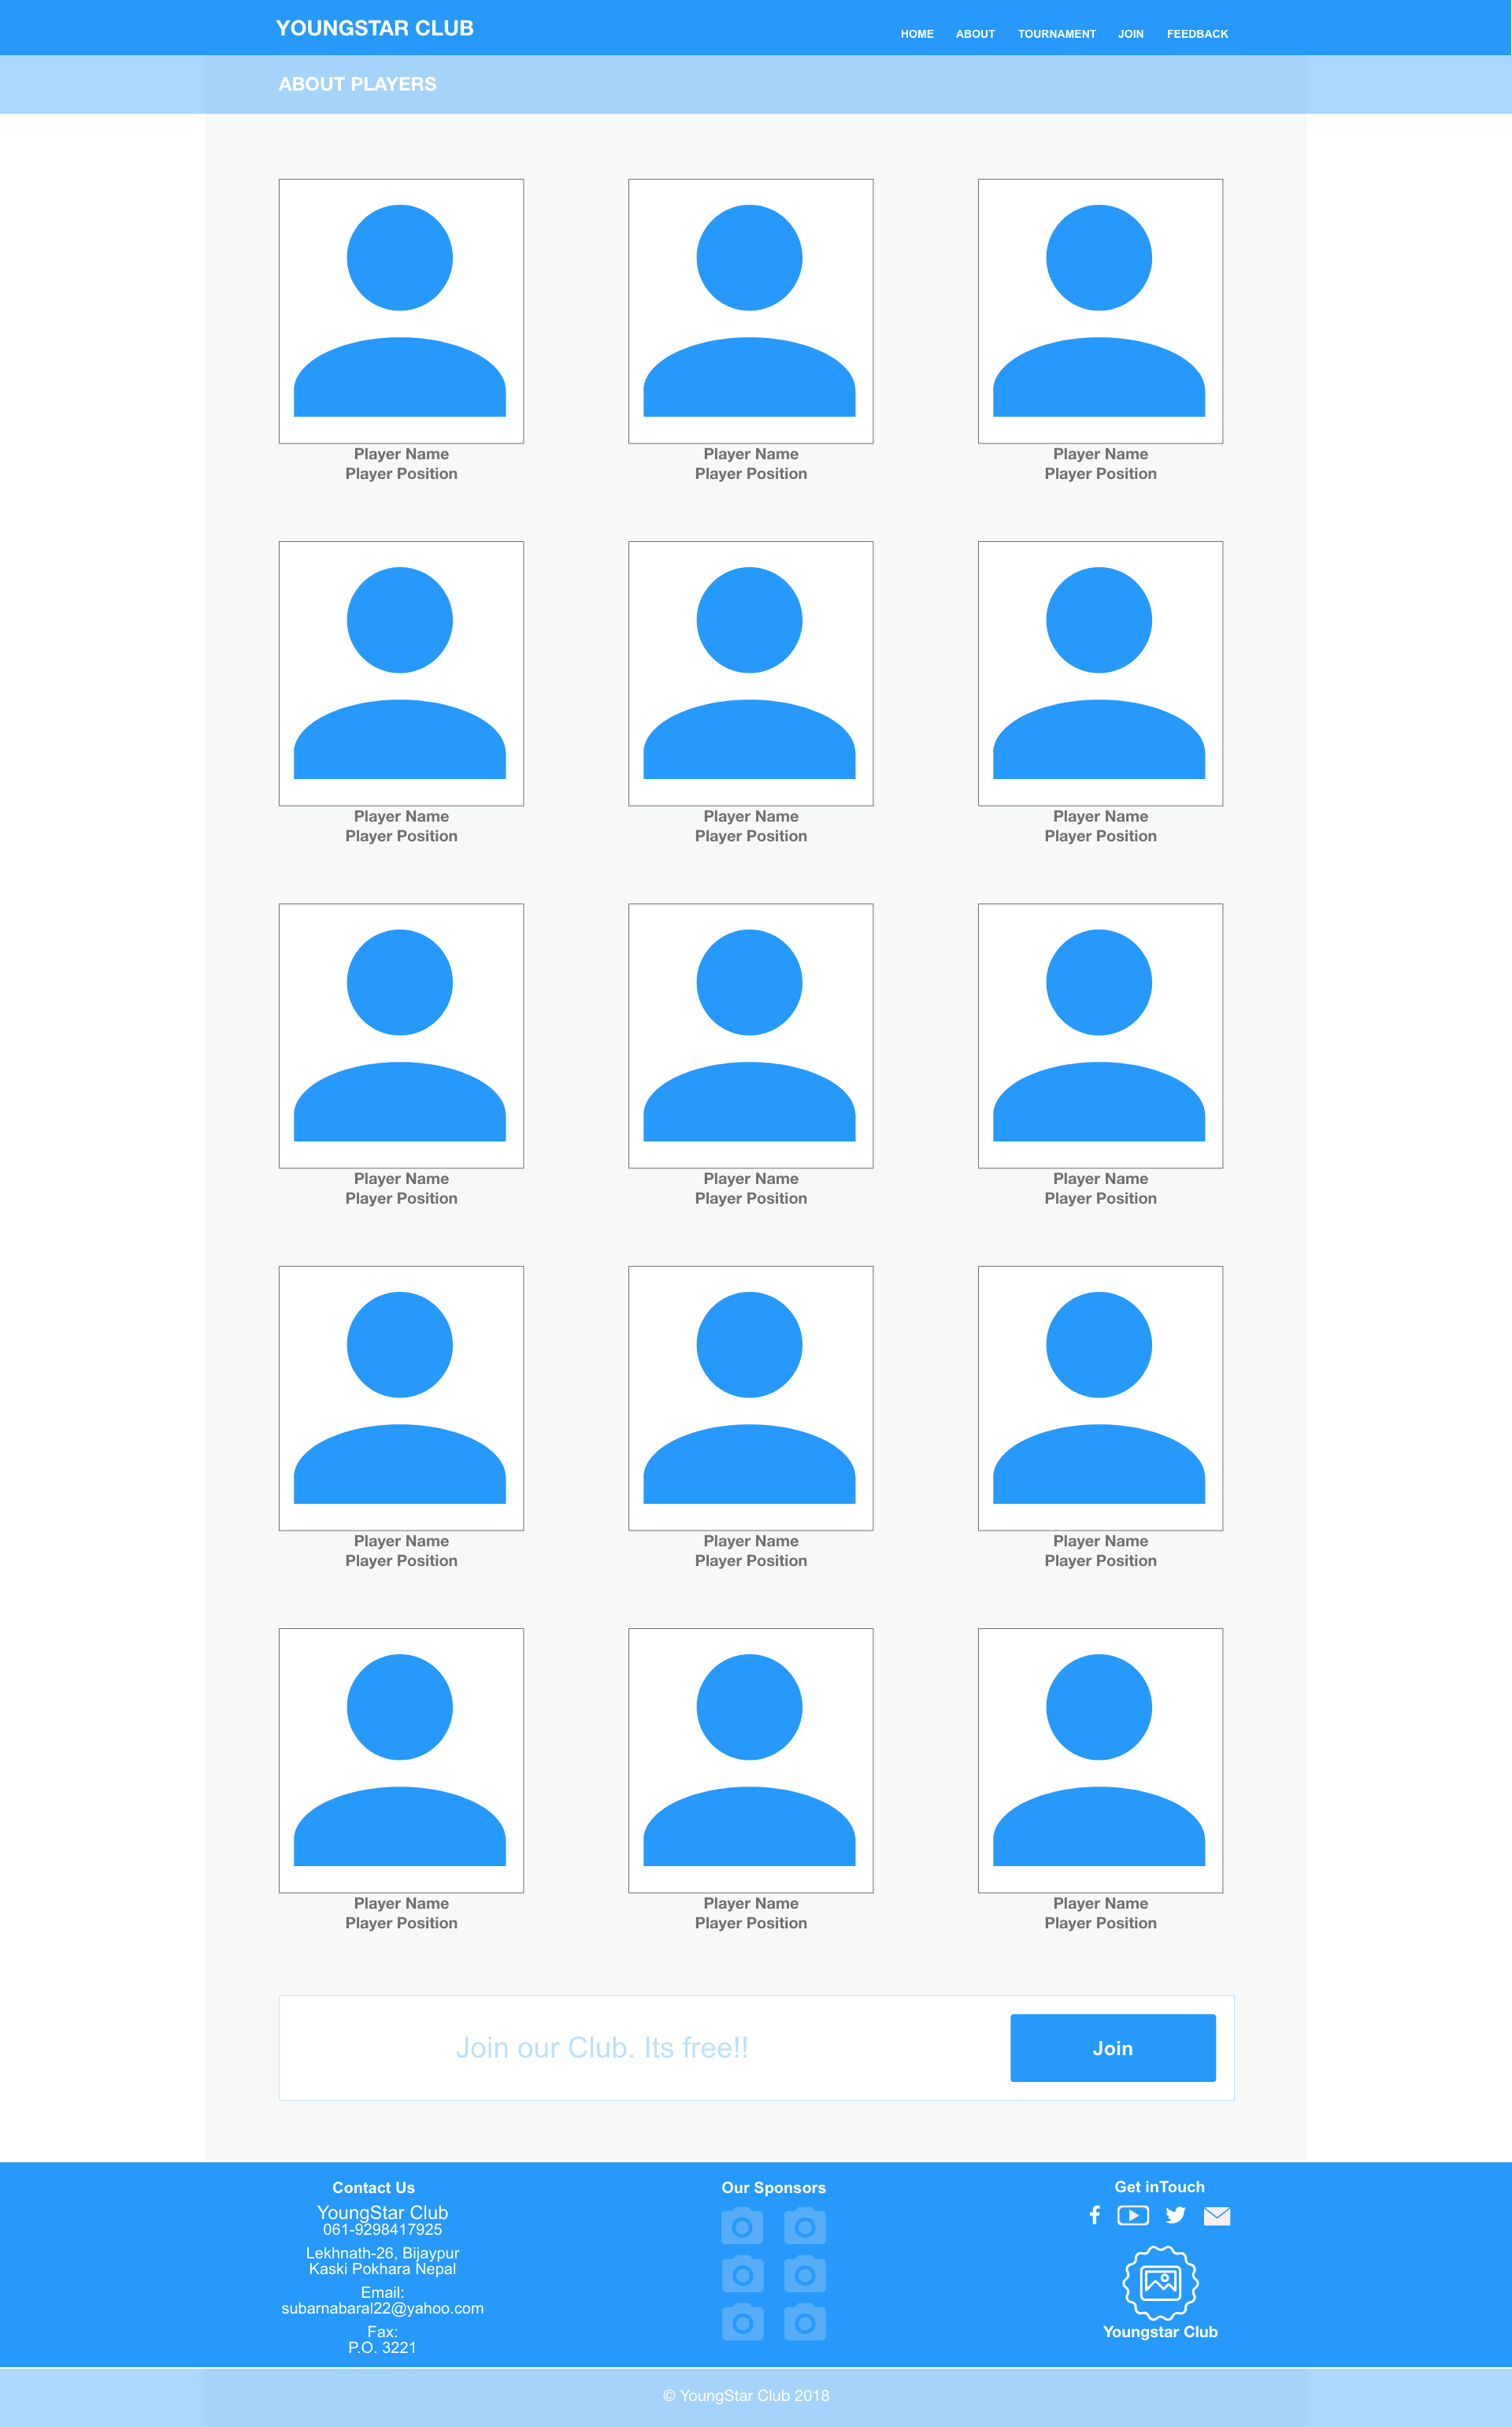 YOUNGSTAR CLUB
HOME ABOUT TOURNAMENT JOIN FEEDBACK
ABOUT PLAYERS
Player Name Player Name Player Name
Player Position Player Position Player Position
Player Name Player Name Player Name
Player Position Player Position Player Position
Player Name Player Name Player Name
Player Position Player Position Player Position
Player Name Player Name Player Name
Player Position Player Position Player Position
Player Name Player Name Player Name
Player Position Player Position Player Position
Join our Club. Its free!!
Join
Contact Us
YoungStar Club
061-9298417925
Lekhnath-26, Bijaypur
Kaski Pokhara Nepal
Email:
subarnabaral22@yahoo.com
Fax:
P.O. 3221
Our Sponsors
Get inTouch
Youngstar Club
© YoungStar Club 2018